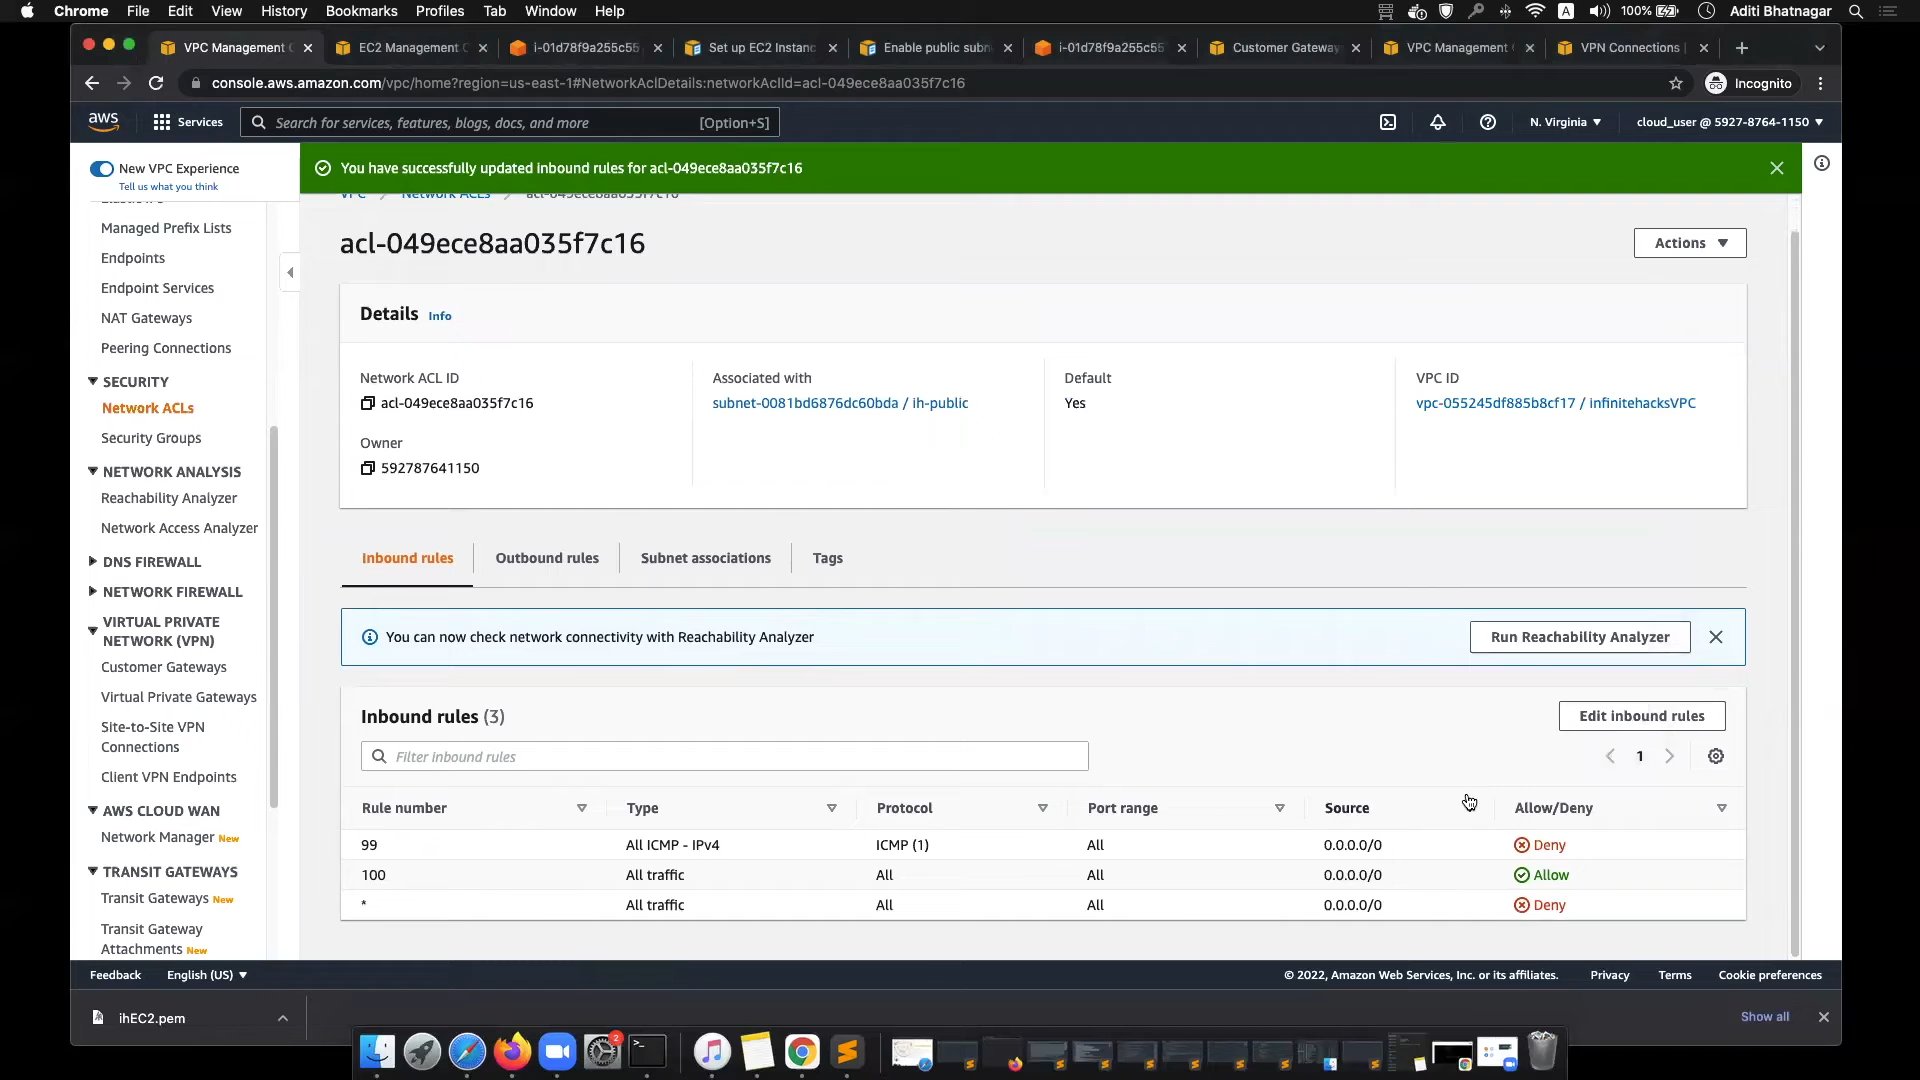 Chrome File Edit View History Bookmarks Profiles Tab Window Help A 100% Aditi Bhatnagar
VPC Management EC2 Management i-01d78f9a255c55 Set up EC2 Instanc Enable public subn i-01d78f9a255c55 Customer Gateway VPC Management VPN Connections
console.aws.amazon.com/vpc/home?region=us-east-1#NetworkAclDetails:networkAclId=acl-049ece8aa035f7c16 Incognito
aws Services Search for services, features, blogs, docs, and more [Option+S] N. Virginia cloud_user @ 5927-8764-1150
New VPC Experience
Tell us what you think
Managed Prefix Lists
Endpoints
Endpoint Services
NAT Gateways
Peering Connections
SECURITY
Network ACLs
Security Groups
NETWORK ANALYSIS
Reachability Analyzer
Network Access Analyzer
DNS FIREWALL
NETWORK FIREWALL
VIRTUAL PRIVATE
NETWORK (VPN)
Customer Gateways
Virtual Private Gateways
Site-to-Site VPN
Connections
Client VPN Endpoints
AWS CLOUD WAN
Network Manager New
TRANSIT GATEWAYS
Transit Gateways New
Transit Gateway
Attachments New
You have successfully updated inbound rules for acl-049ece8aa035f7c16
VPC Network ACLs acl-049ece8aa035f7c16
acl-049ece8aa035f7c16
Actions
Details Info
Network ACL ID
acl-049ece8aa035f7c16
Associated with
subnet-0081bd6876dc60bda / ih-public
Default
Yes
VPC ID
vpc-055245df885b8cf17 / infinitehacksVPC
Owner
592787641150
Inbound rules Outbound rules Subnet associations Tags
You can now check network connectivity with Reachability Analyzer
Run Reachability Analyzer
Inbound rules (3)
Edit inbound rules
Filter inbound rules
1
Rule number Type Protocol Port range Source Allow/Deny
99 All ICMP - IPv4 ICMP (1) All 0.0.0.0/0 Deny
100 All traffic All All 0.0.0.0/0 Allow
* All traffic All All 0.0.0.0/0 Deny
Feedback English (US) © 2022, Amazon Web Services, Inc. or its affiliates. Privacy Terms Cookie preferences
ihEC2.pem Show all
2